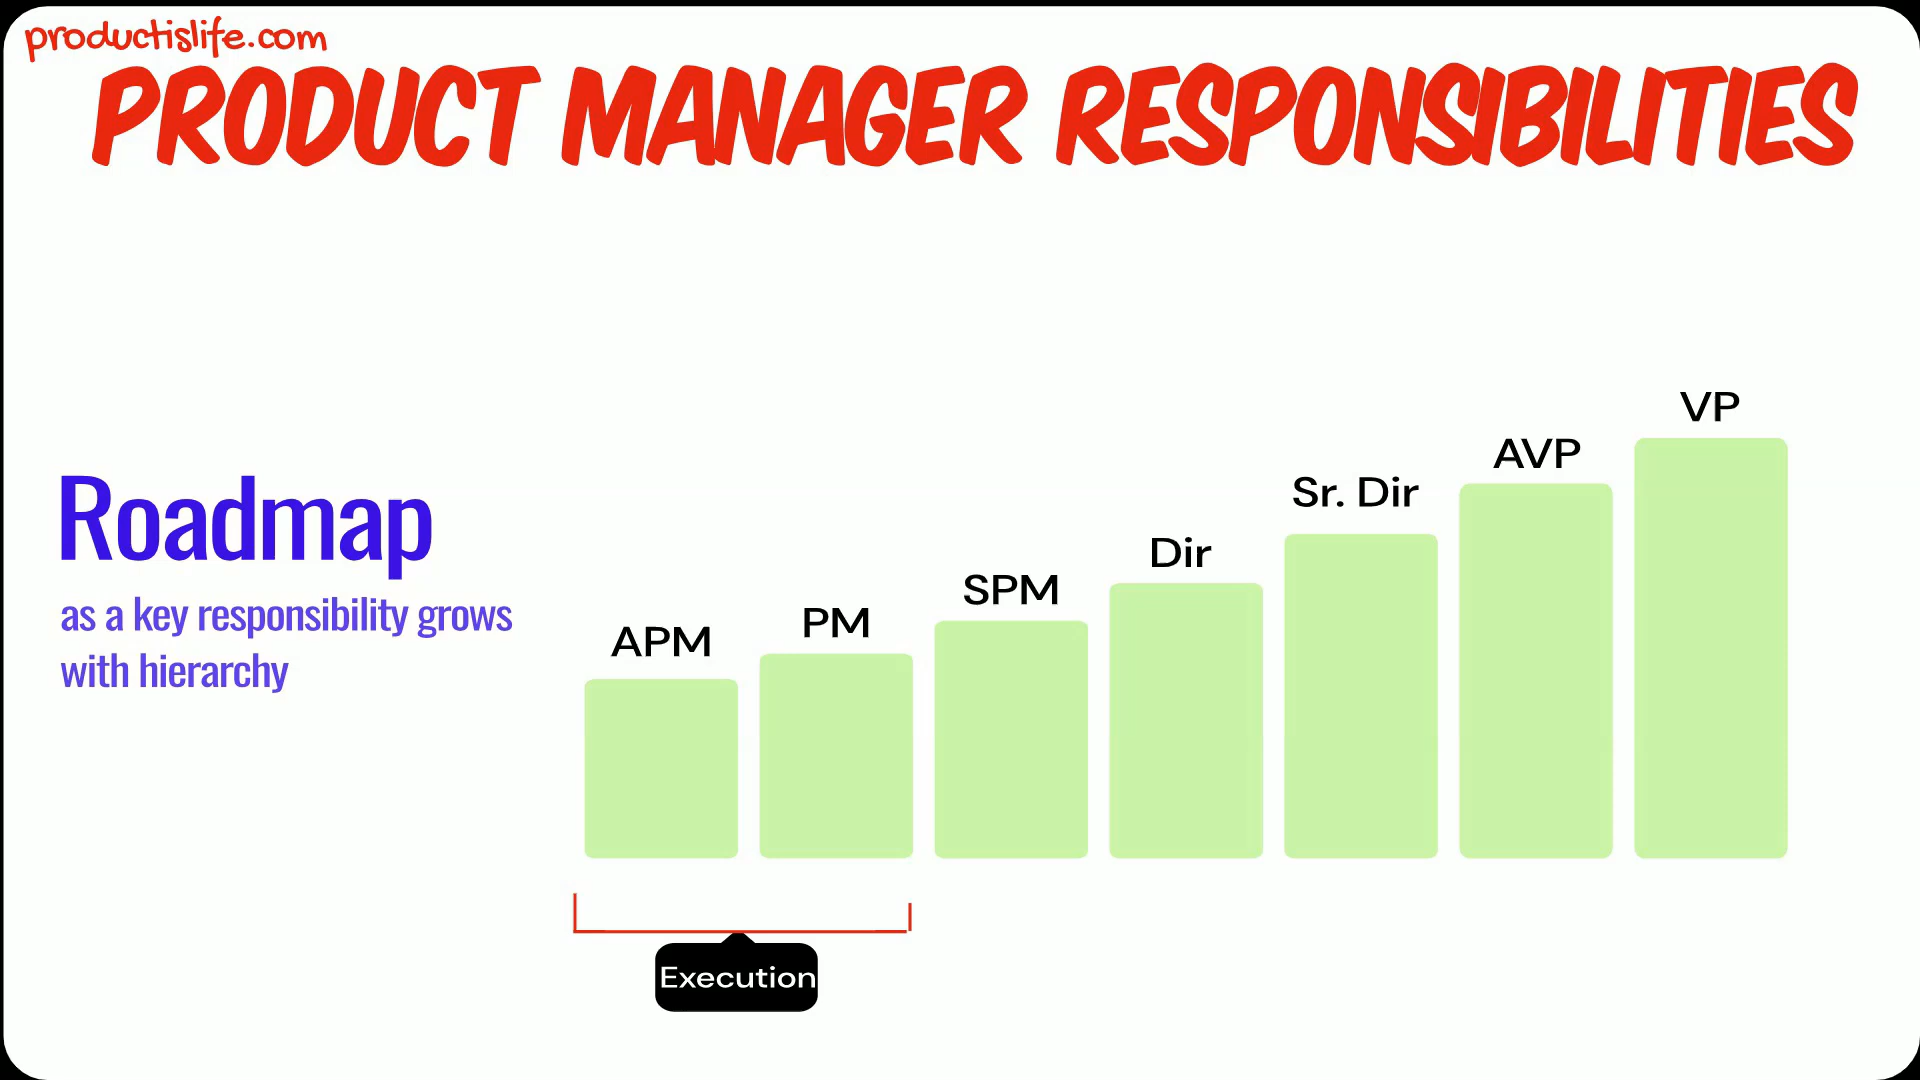 productislife.com
PRODUCT MANAGER RESPONSIBILITIES
Roadmap
as a key responsibility grows
with hierarchy
APM
PM
SPM
Dir
Sr. Dir
AVP
VP
Execution